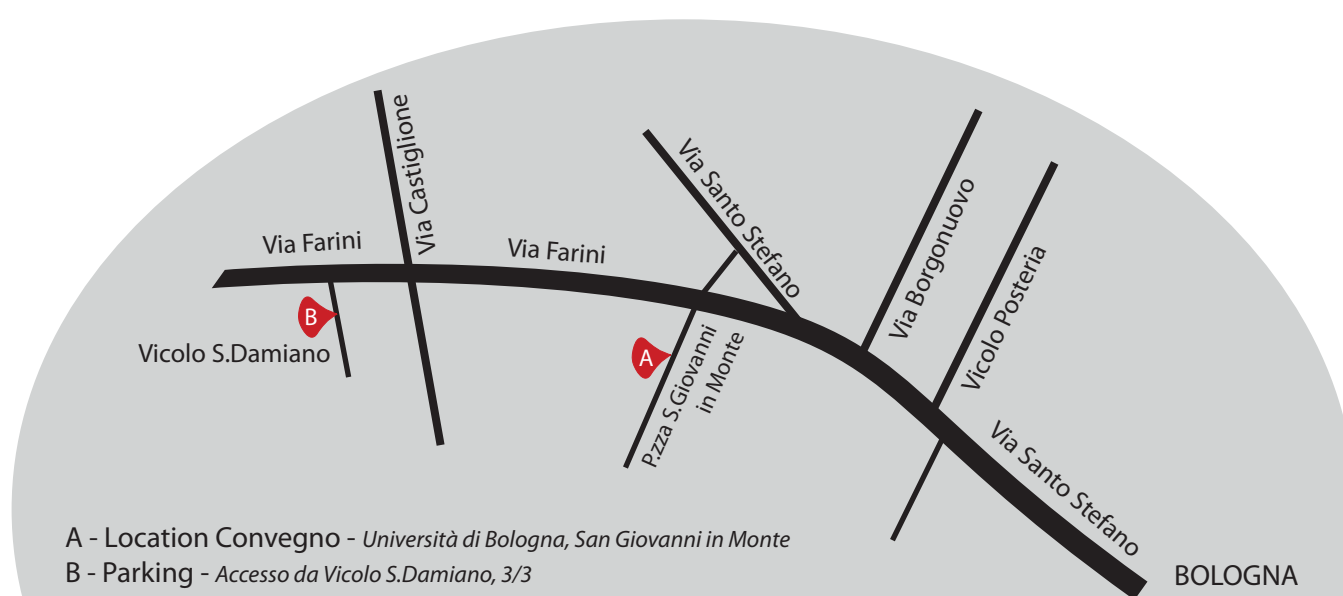 Via Castiglione
Via Santo Stefano
Via Farini
Via Farini
Via Borgonuovo
Vicolo Posteria
B
Vicolo S.Damiano
A
P.zza S.Giovanni
in Monte
Via Santo Stefano
A - Location Convegno - Università di Bologna, San Giovanni in Monte
B - Parking - Accesso da Vicolo S.Damiano, 3/3
BOLOGNA